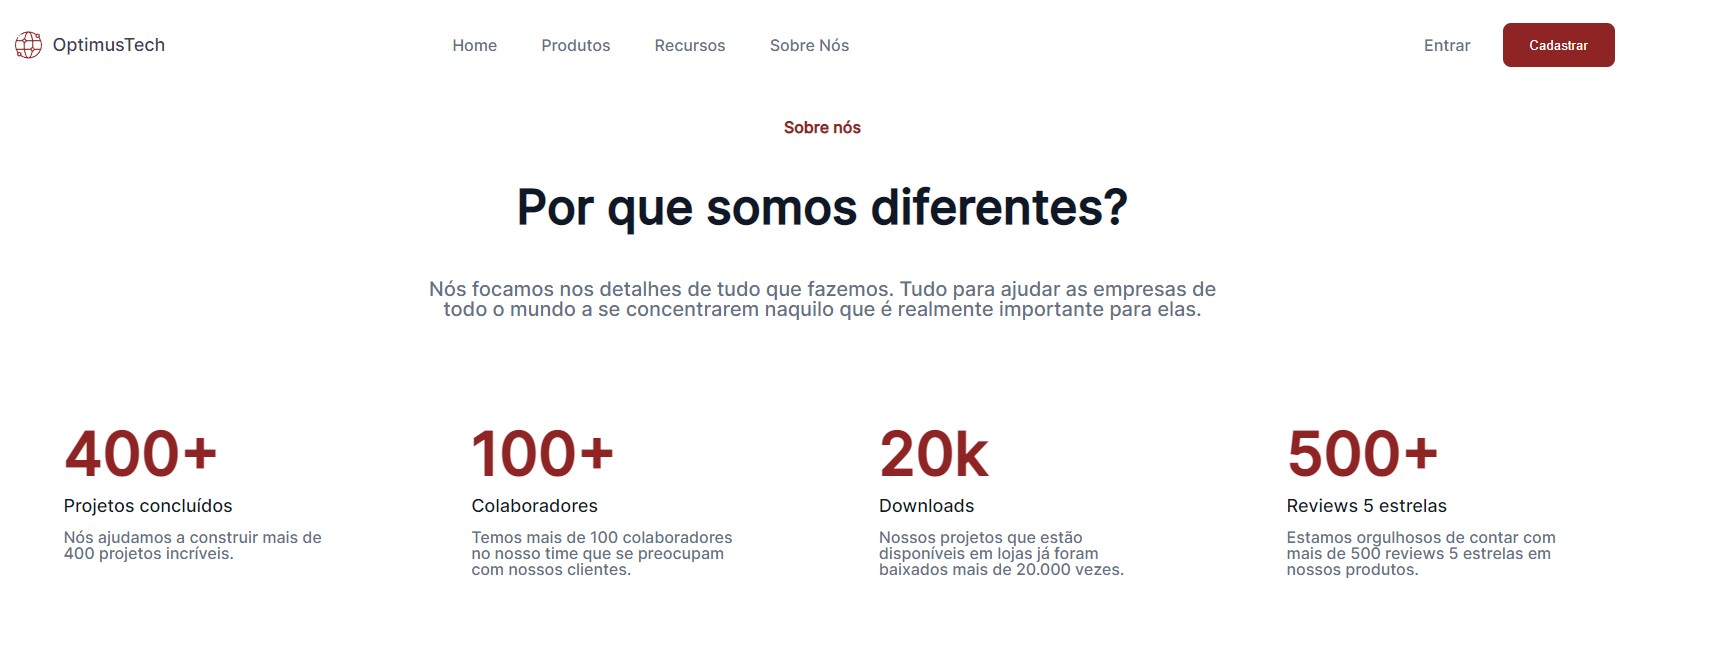 OptimusTech
Home
Produtos
Recursos
Sobre Nós
Entrar
Cadastrar
Sobre nós
Por que somos diferentes?
Nós focamos nos detalhes de tudo que fazemos. Tudo para ajudar as empresas de
todo o mundo a se concentrarem naquilo que é realmente importante para elas.
400+
Projetos concluídos
Nós ajudamos a construir mais de
400 projetos incríveis.
100+
Colaboradores
Temos mais de 100 colaboradores
no nosso time que se preocupam
com nossos clientes.
20k
Downloads
Nossos projetos que estão
disponíveis em lojas já foram
baixados mais de 20.000 vezes.
500+
Reviews 5 estrelas
Estamos orgulhosos de contar com
mais de 500 reviews 5 estrelas em
nossos produtos.